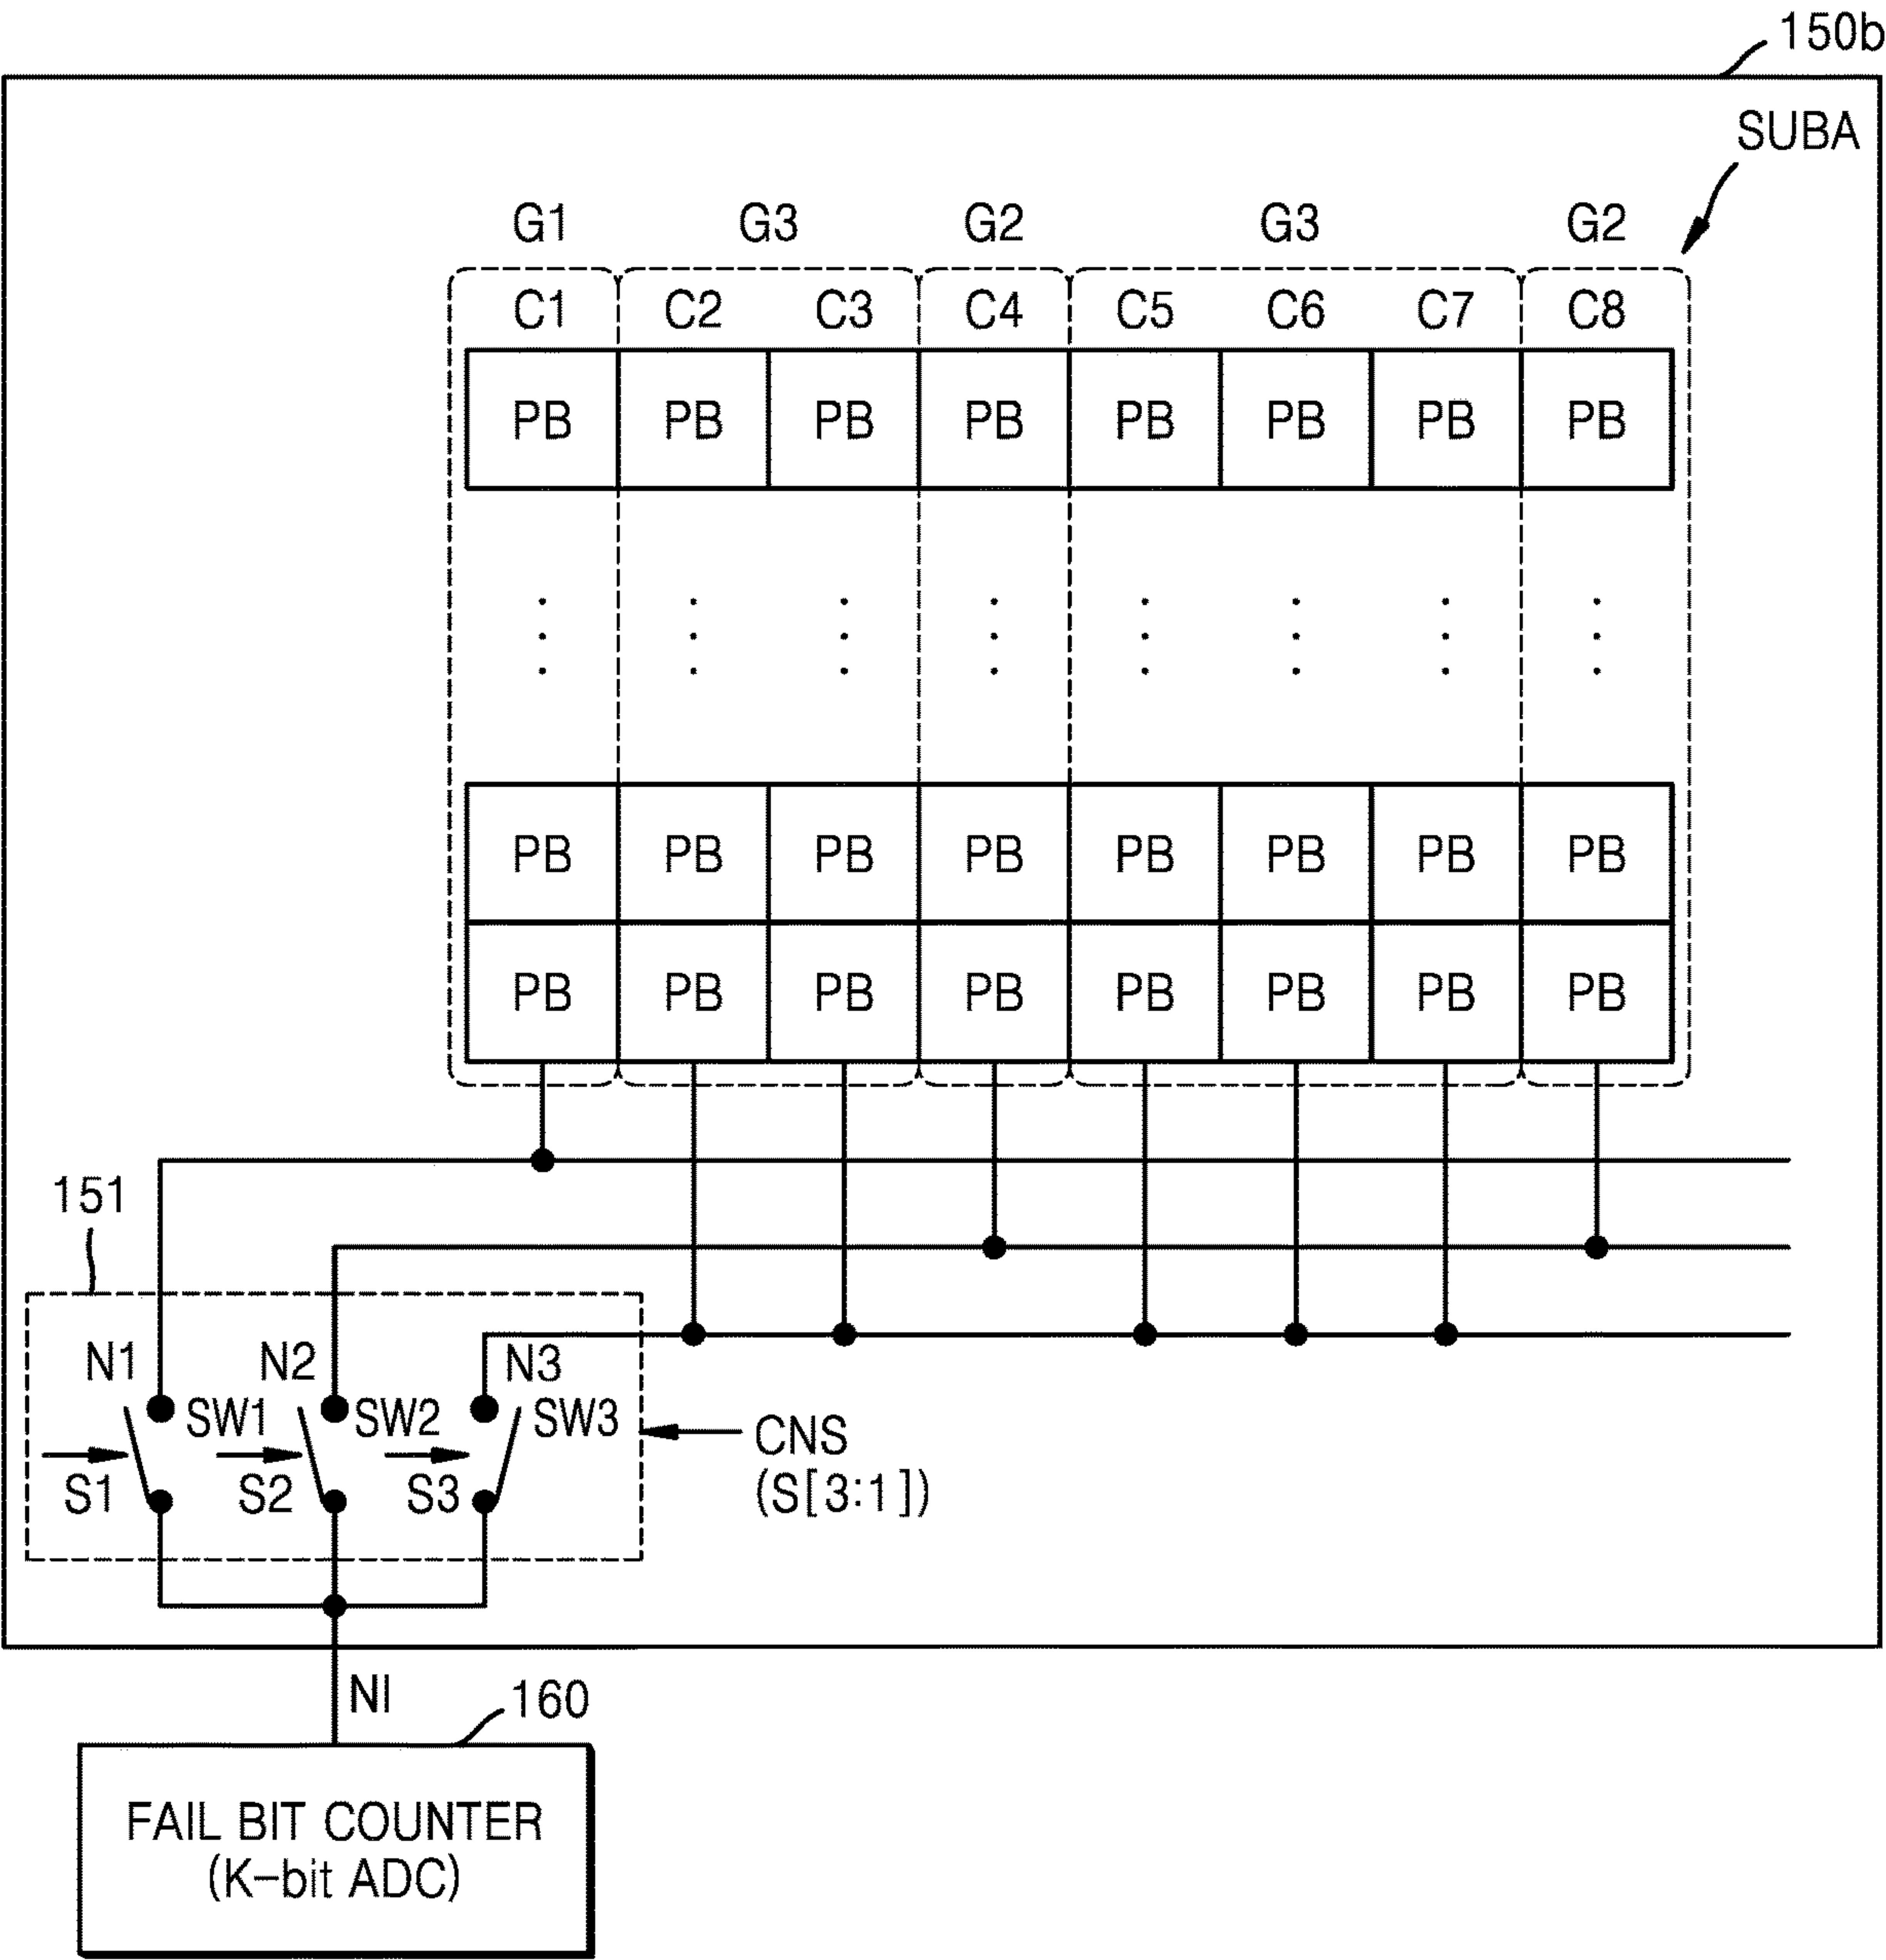 150b
SUBA
G1 G3 G2 G3 G2
C1 C2 C3 C4 C5 C6 C7 C8
PB PB PB PB PB PB PB PB
PB PB PB PB PB PB PB PB
PB PB PB PB PB PB PB PB
151
N1 N2 N3
SW1 SW2 SW3
S1 S2 S3
CNS
(S[3:1])
NI
160
FAIL BIT COUNTER
(K-bit ADC)